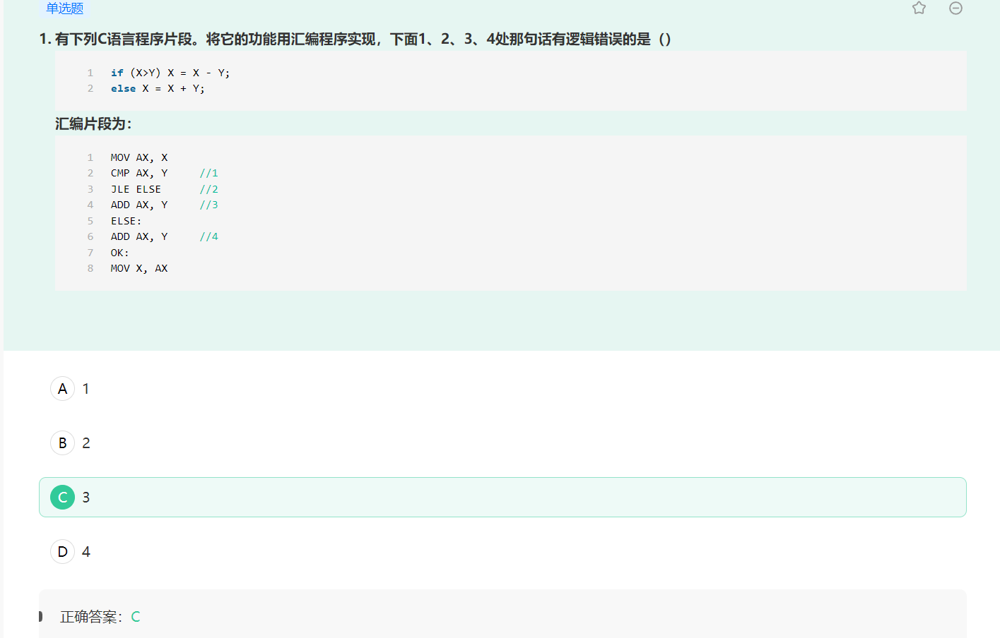 单选题
1. 有下列C语言程序片段。将它的功能用汇编程序实现，下面1、2、3、4处那句话有逻辑错误的是（）
1 if (X>Y) X = X - Y;
2 else X = X + Y;
汇编片段为：
1 MOV AX, X
2 CMP AX, Y //1
3 JLE ELSE //2
4 ADD AX, Y //3
5 ELSE:
6 ADD AX, Y //4
7 OK:
8 MOV X, AX
A 1
B 2
C 3
D 4
正确答案：C